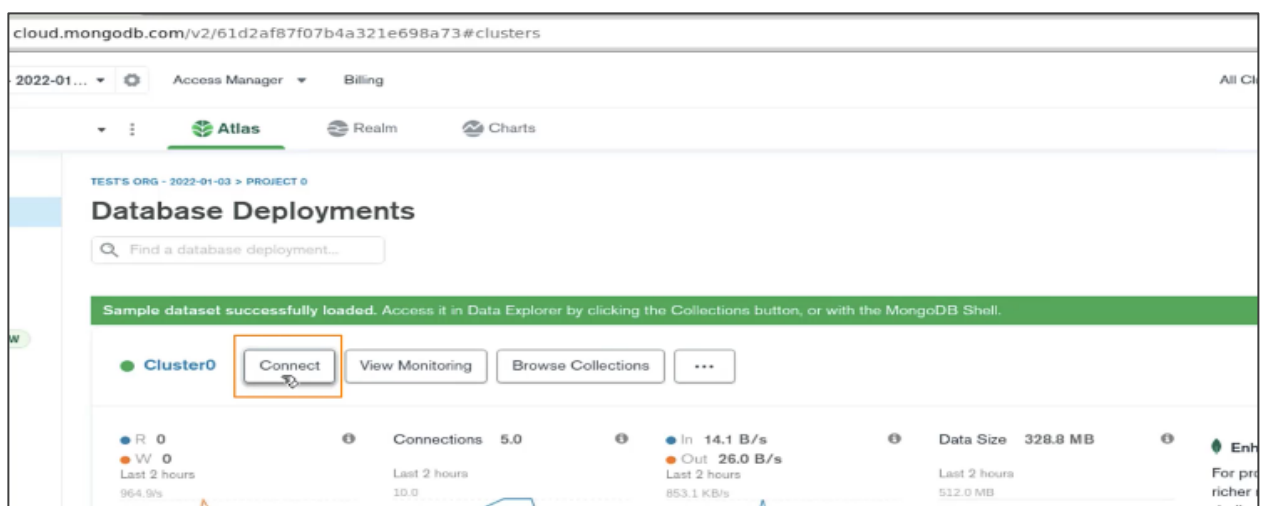 cloud.mongodb.com/v2/61d2af87f07b4a321e698a73#clusters
2022-01... Access Manager Billing All Cl
Atlas Realm Charts
TEST'S ORG - 2022-01-03 > PROJECT 0
Database Deployments
Find a database deployment...
Sample dataset successfully loaded. Access it in Data Explorer by clicking the Collections button, or with the MongoDB Shell.
W
Cluster0 Connect View Monitoring Browse Collections ...
R 0 Connections 5.0 In 14.1 B/s Data Size 328.8 MB
W 0 Out 26.0 B/s Enh
Last 2 hours Last 2 hours Last 2 hours Last 2 hours For pro
964.9/s 10.0 853.1 KB/s 512.0 MB richer